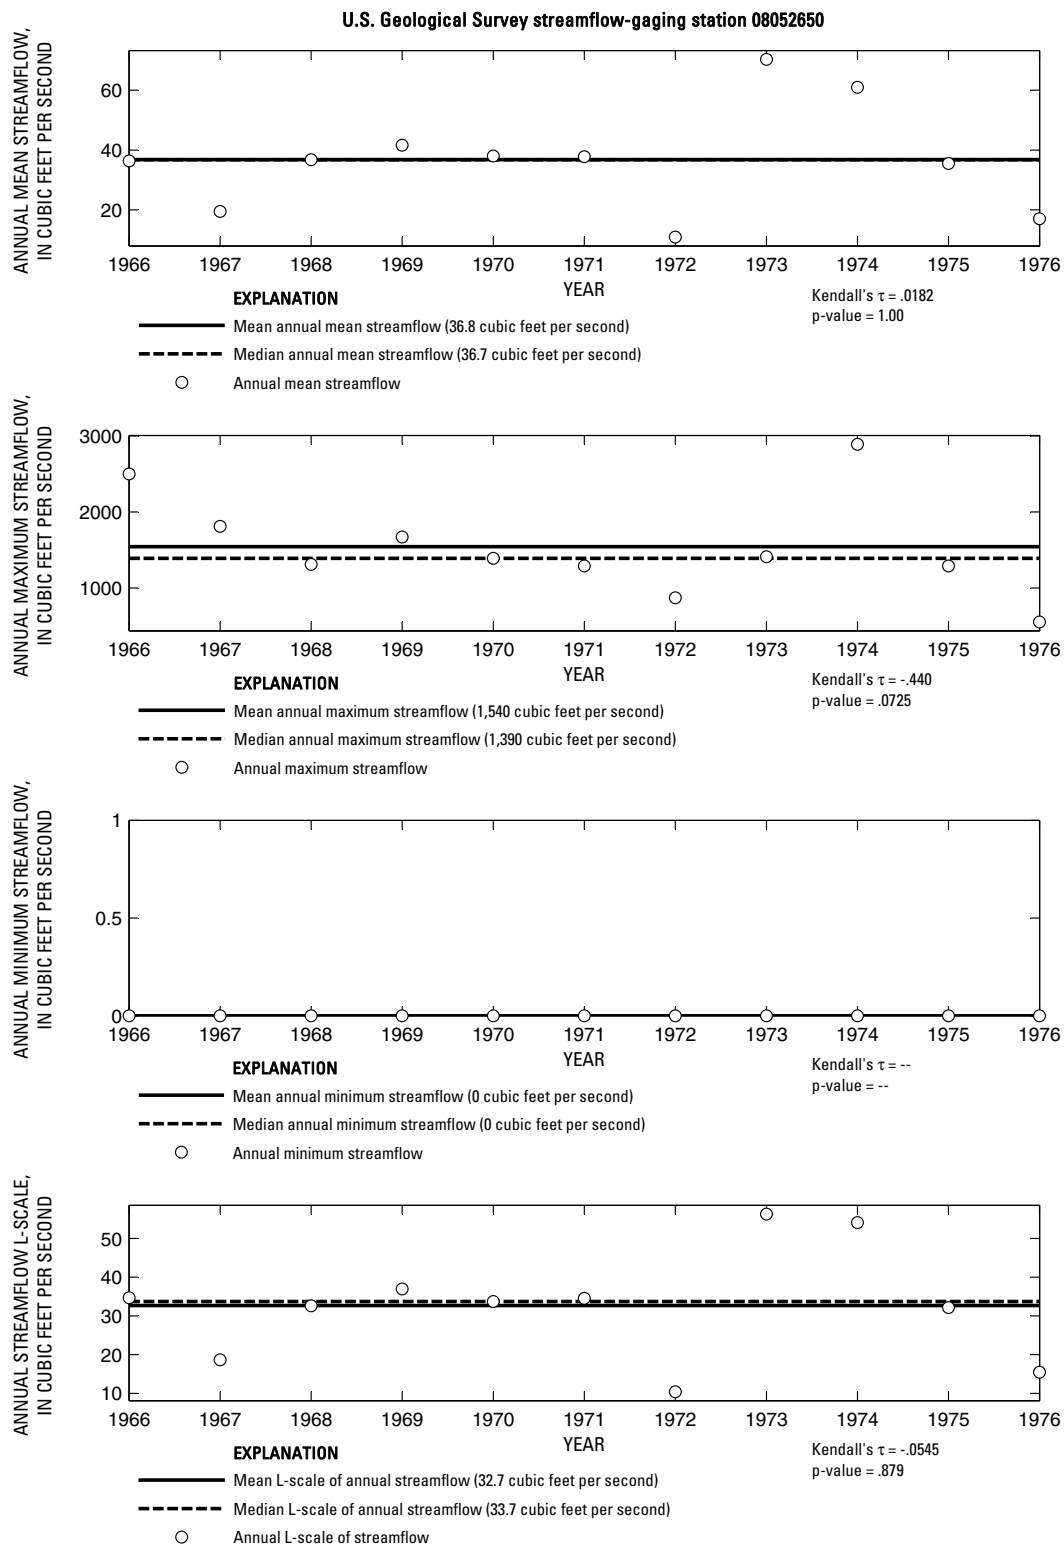 U.S. Geological Survey streamflow-gaging station 08052650
ANNUAL MEAN STREAMFLOW,
IN CUBIC FEET PER SECOND
60
40
20
1966 1967 1968 1969 1970 1971 1972 1973 1974 1975 1976
YEAR
Kendall's τ = .0182
p-value = 1.00
EXPLANATION
Mean annual mean streamflow (36.8 cubic feet per second)
Median annual mean streamflow (36.7 cubic feet per second)
Annual mean streamflow
ANNUAL MAXIMUM STREAMFLOW,
IN CUBIC FEET PER SECOND
3000
2000
1000
1966 1967 1968 1969 1970 1971 1972 1973 1974 1975 1976
YEAR
Kendall's τ = -.440
p-value = .0725
EXPLANATION
Mean annual maximum streamflow (1,540 cubic feet per second)
Median annual maximum streamflow (1,390 cubic feet per second)
Annual maximum streamflow
ANNUAL MINIMUM STREAMFLOW,
IN CUBIC FEET PER SECOND
1
0.5
0
1966 1967 1968 1969 1970 1971 1972 1973 1974 1975 1976
YEAR
Kendall's τ = --
p-value = --
EXPLANATION
Mean annual minimum streamflow (0 cubic feet per second)
Median annual minimum streamflow (0 cubic feet per second)
Annual minimum streamflow
ANNUAL STREAMFLOW L-SCALE,
IN CUBIC FEET PER SECOND
50
40
30
20
10
1966 1967 1968 1969 1970 1971 1972 1973 1974 1975 1976
YEAR
Kendall's τ = -.0545
p-value = .879
EXPLANATION
Mean L-scale of annual streamflow (32.7 cubic feet per second)
Median L-scale of annual streamflow (33.7 cubic feet per second)
Annual L-scale of streamflow